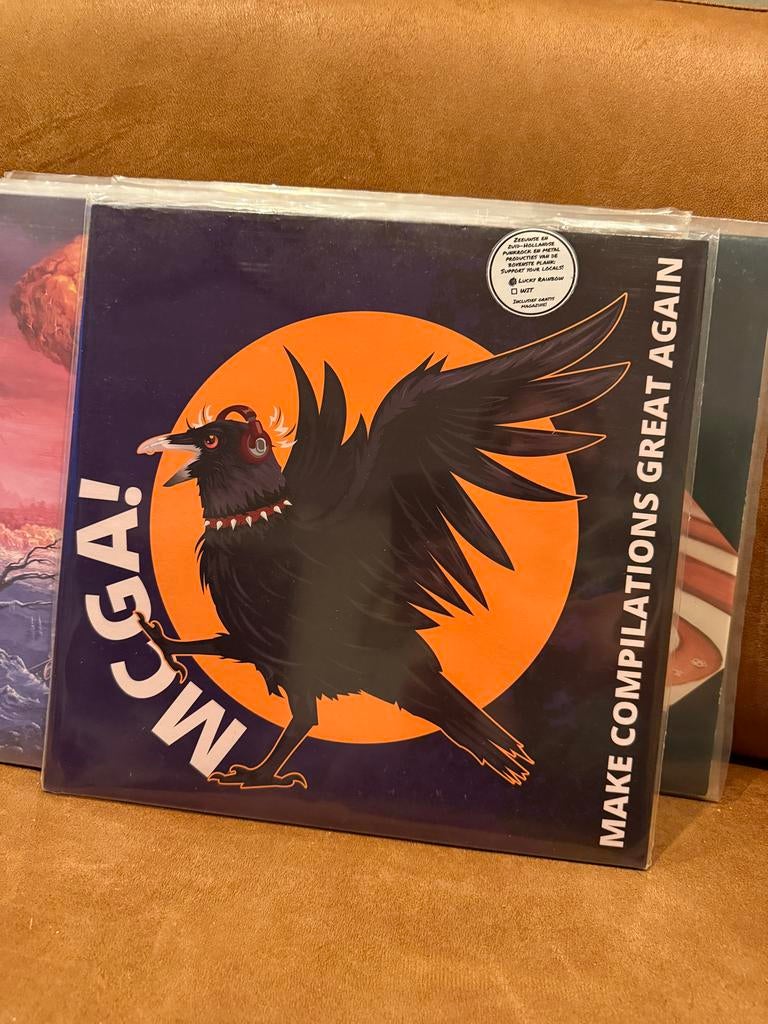 MCGA!
Zeeuwse en
Zuid-Hollandse
punkrock en metal
producties van de
bovenste plank:
Support your locals!
Lucky Rainbow
Wit
Inclusief gratis
magazine!
MAKE COMPILATIONS GREAT AGAIN